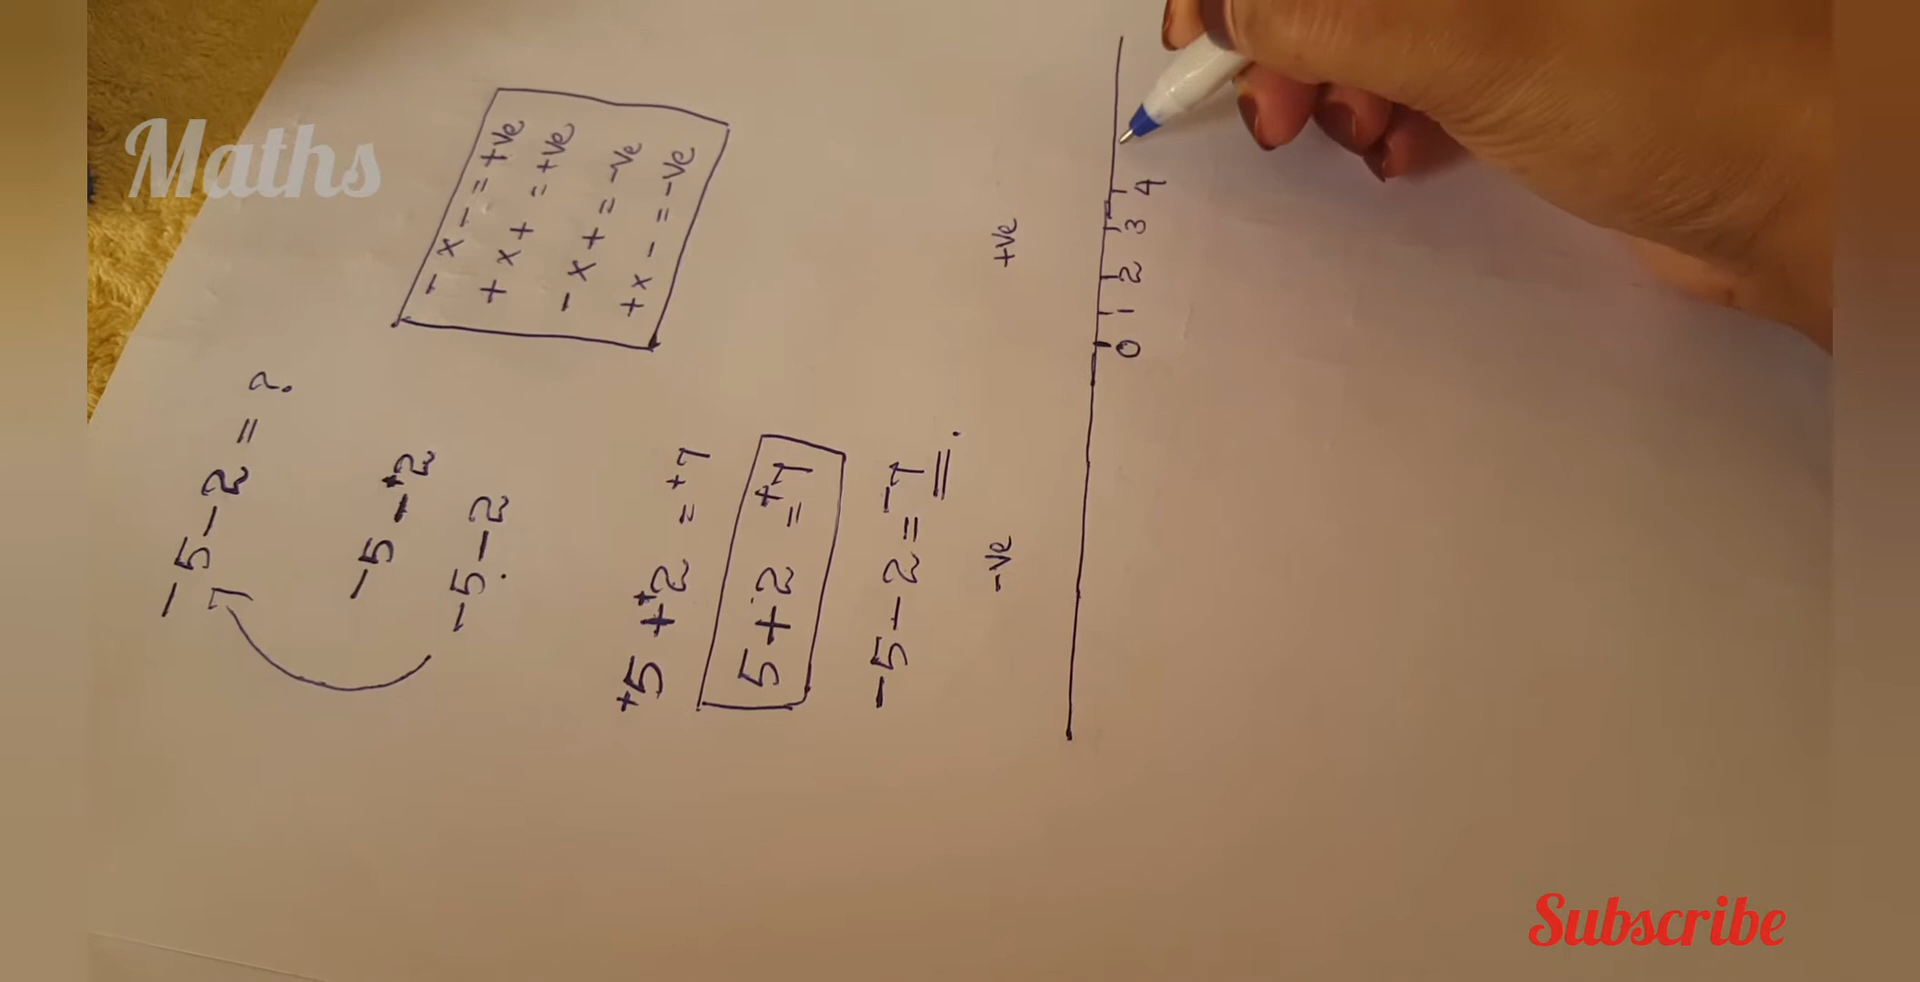 Maths
-5-2=?
-5-+2
-5-2
- x - = +ve
+ x + = +ve
- x + = -ve
+ x - = -ve
+5 ++2 = +7
5+2 = +7
-5-2 = -7
-ve +ve
0 1 2 3 4
Subscribe